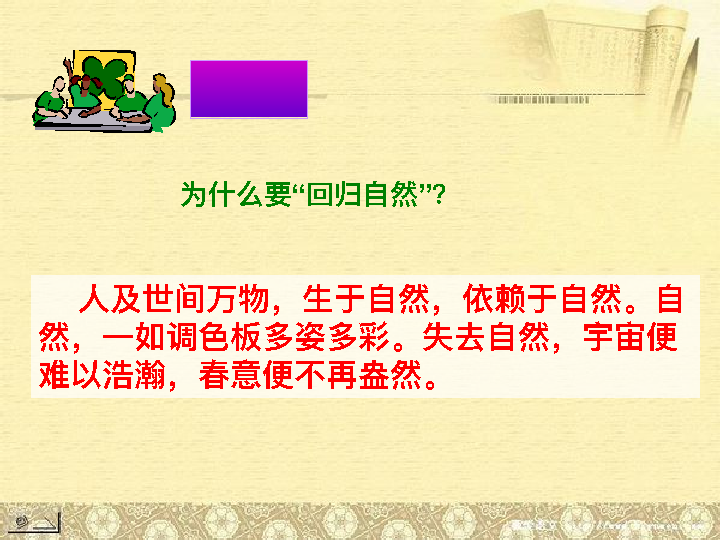 为什么要“回归自然”?
人及世间万物，生于自然，依赖于自然。自
然，一如调色板多姿多彩。失去自然，宇宙便
难以浩瀚，春意便不再盎然。